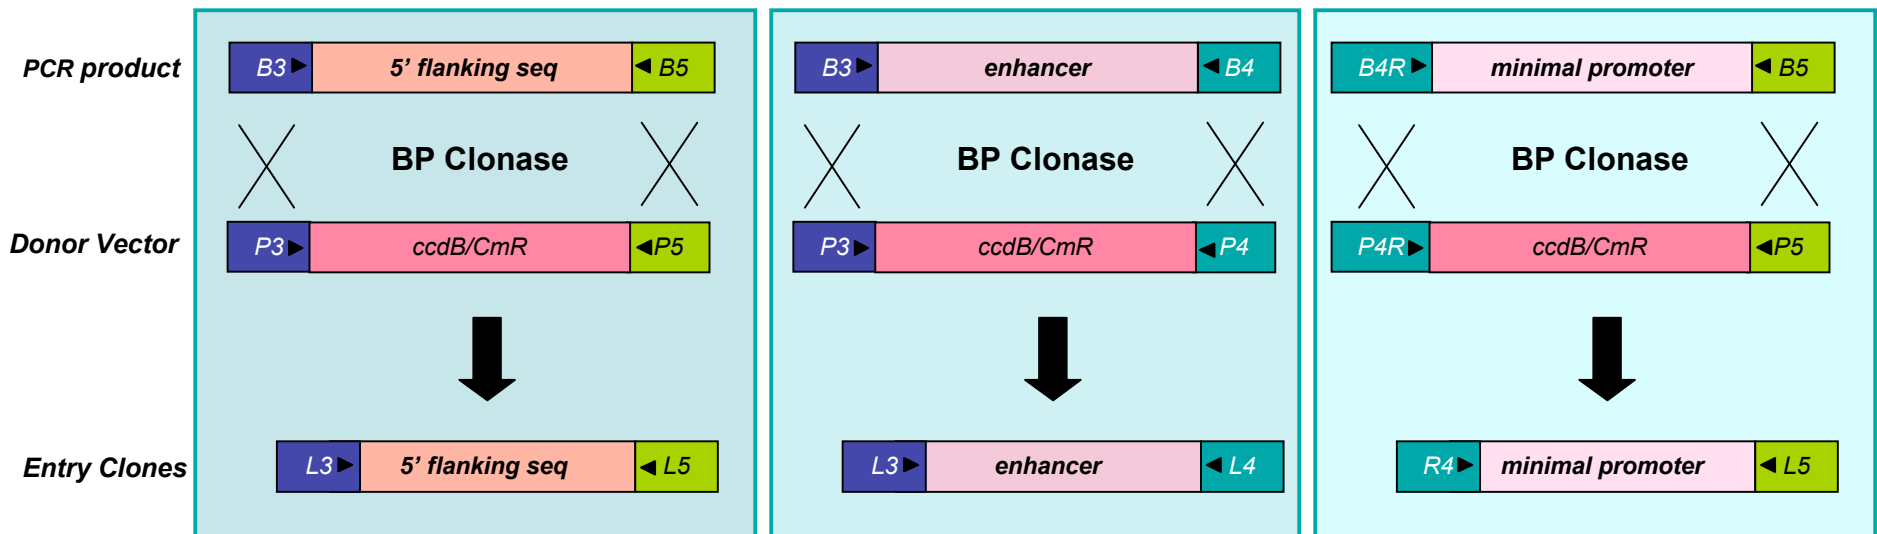 PCR product
B3 5' flanking seq B5
B3 enhancer B4
B4R minimal promoter B5
BP Clonase
BP Clonase
BP Clonase
Donor Vector
P3 ccdB/CmR P5
P3 ccdB/CmR P4
P4R ccdB/CmR P5
Entry Clones
L3 5' flanking seq L5
L3 enhancer L4
R4 minimal promoter L5